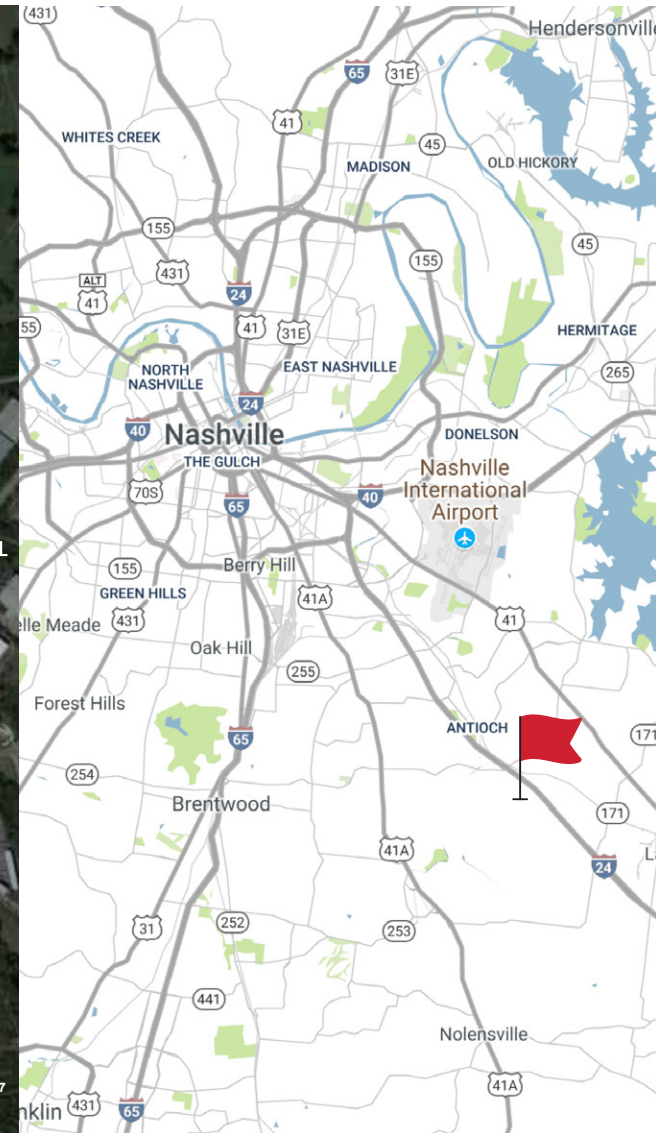 431
Hendersonville
65
31E
41
45
WHITES CREEK
MADISON
OLD HICKORY
155
45
155
431
ALT
41
24
41
31E
55
HERMITAGE
NORTH
NASHVILLE
EAST NASHVILLE
265
24
40
Nashville
DONELSON
THE GULCH
Nashville
International
Airport
70S
65
40
L
155
Berry Hill
GREEN HILLS
41A
elle Meade
431
41
Oak Hill
255
Forest Hills
65
ANTIOCH
171
254
Brentwood
171
41A
La
24
31
252
253
441
Nolensville
7
nklin
431
65
41A